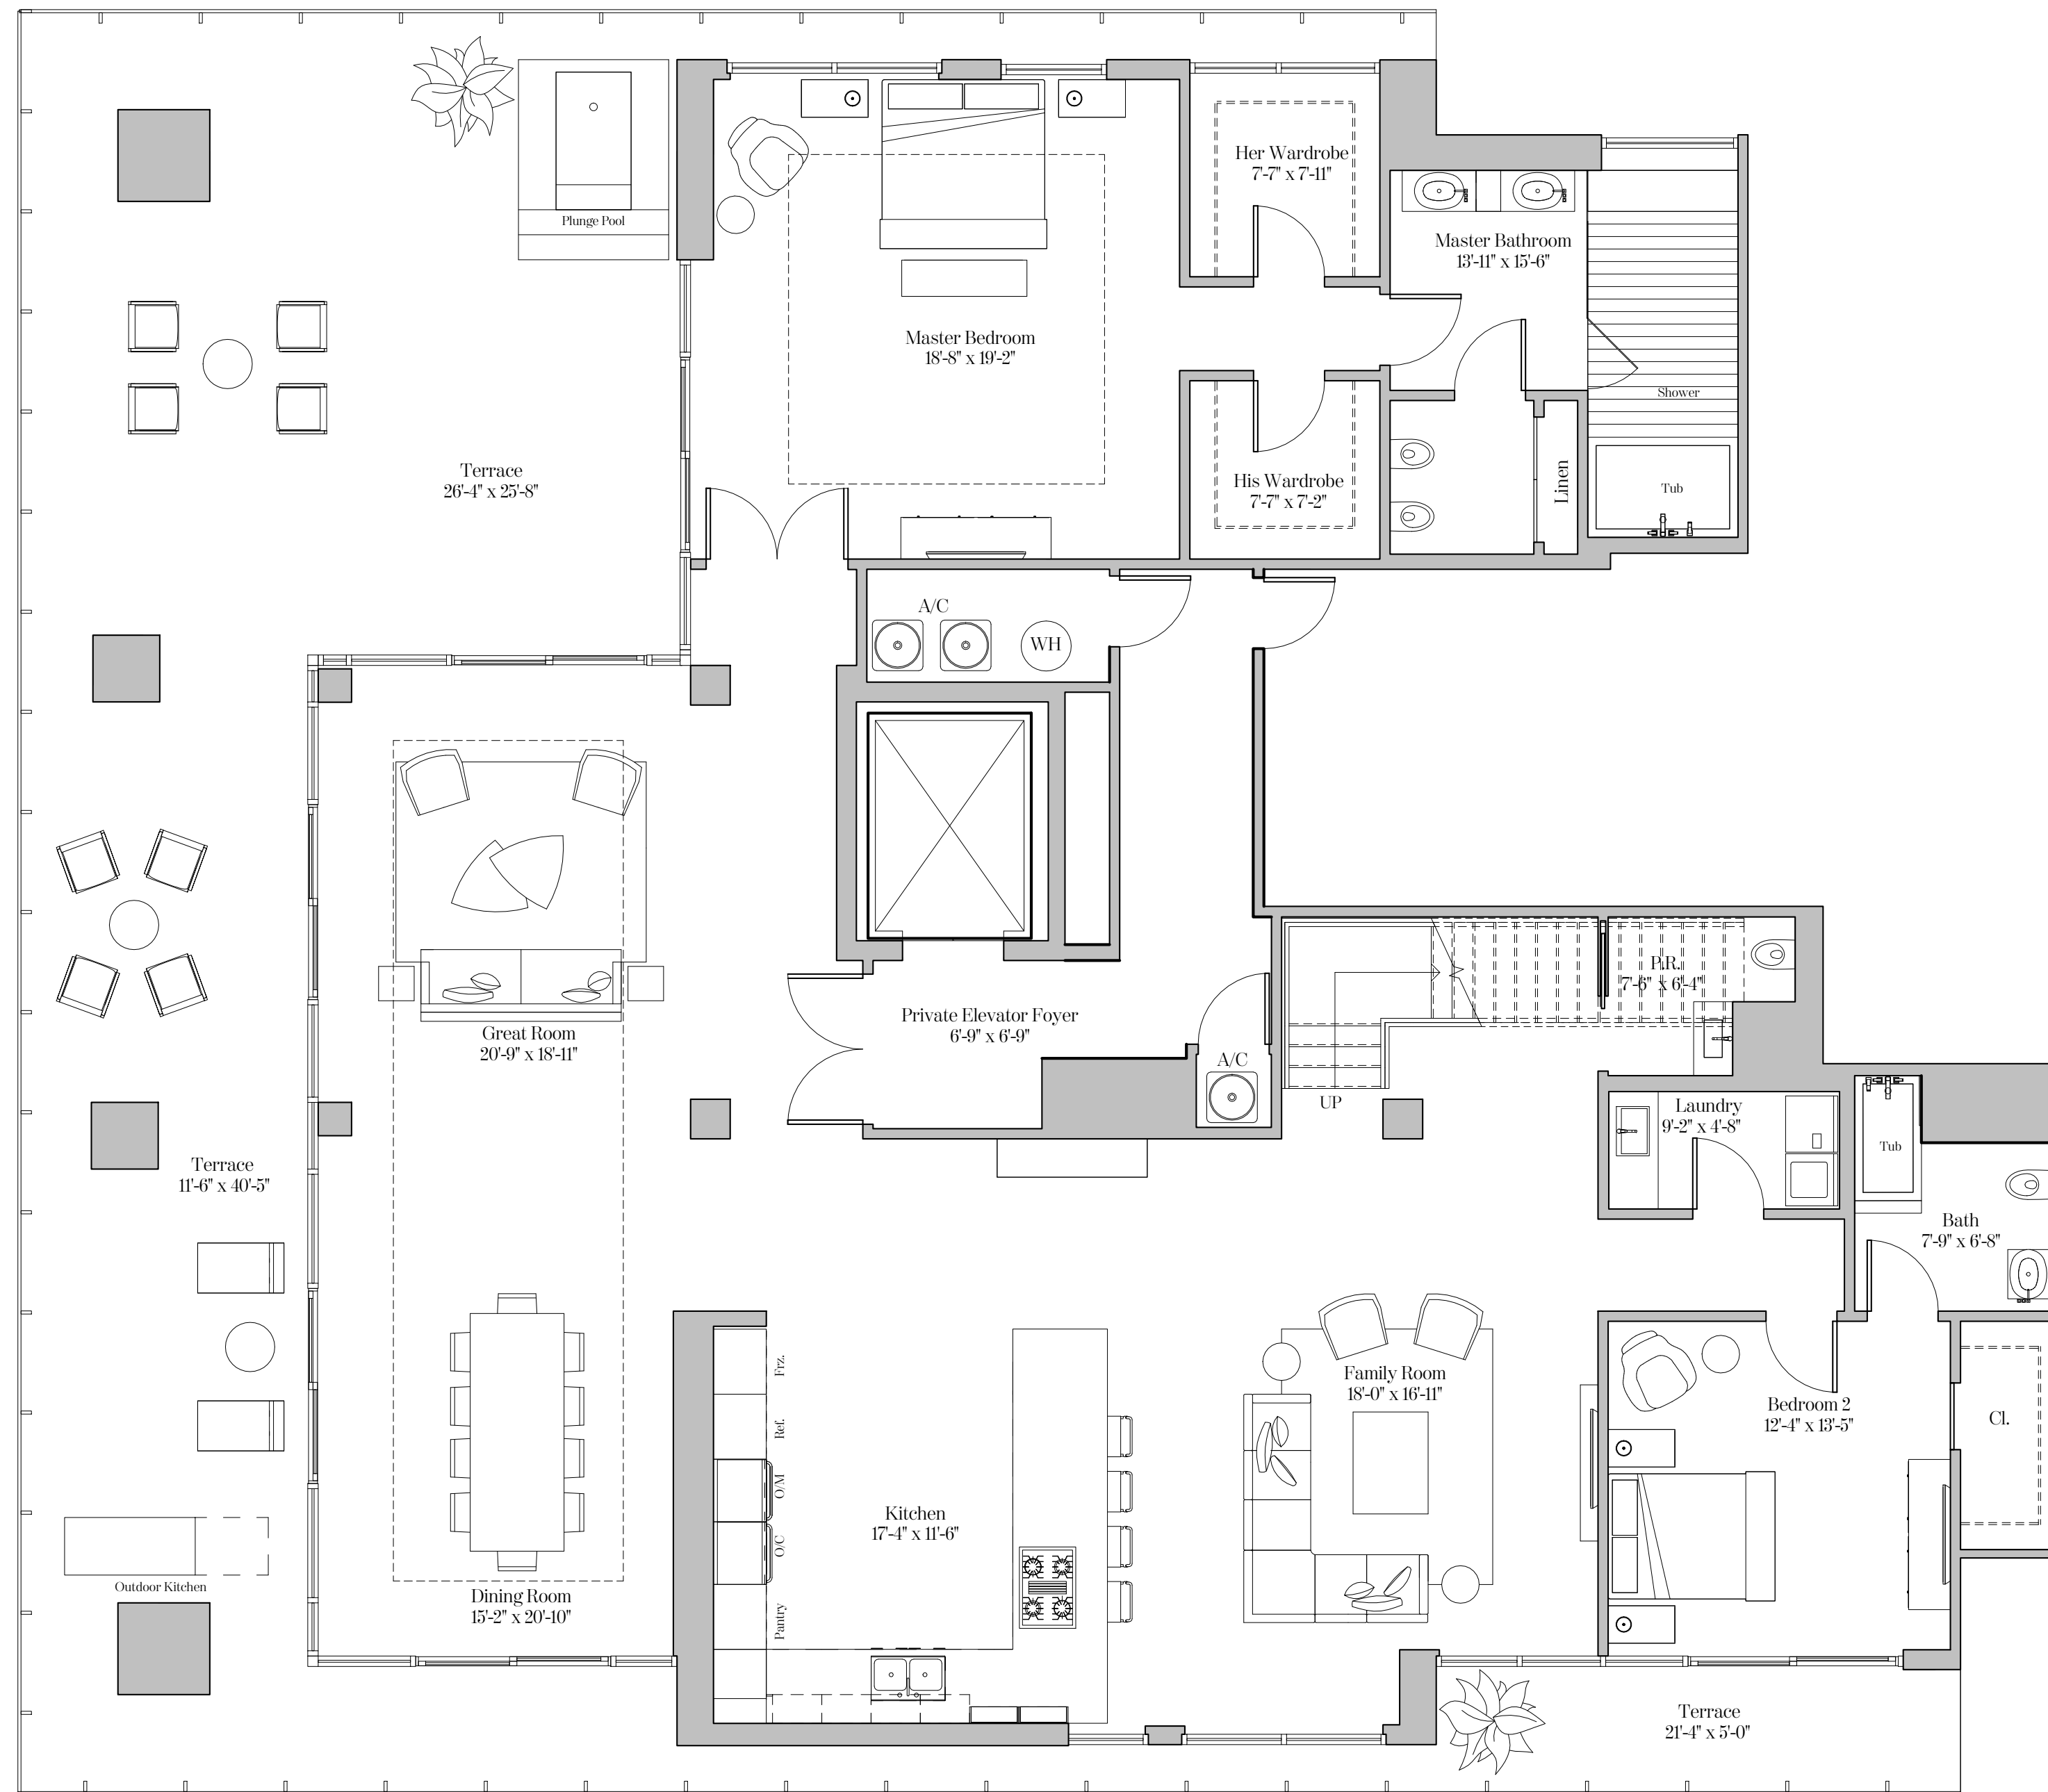 Plunge Pool
Her Wardrobe
7'-7" x 7'-11"
Master Bathroom
13'-11" x 15'-6"
Master Bedroom
18'-8" x 19'-2"
Shower
Terrace
26'-4" x 25'-8"
His Wardrobe
7'-7" x 7'-2"
Linen
Tub
A/C
WH
P.R.
7'-6" x 6'-4"
Private Elevator Foyer
6'-9" x 6'-9"
Great Room
20'-9" x 18'-11"
A/C
UP
Laundry
9'-2" x 4'-8"
Tub
Terrace
11'-6" x 40'-5"
Bath
7'-9" x 6'-8"
Frz.
Ref.
O/M
O/C
Pantry
Family Room
18'-0" x 16'-11"
Bedroom 2
12'-4" x 13'-5"
Cl.
Kitchen
17'-4" x 11'-6"
Outdoor Kitchen
Dining Room
15'-2" x 20'-10"
Terrace
21'-4" x 5'-0"